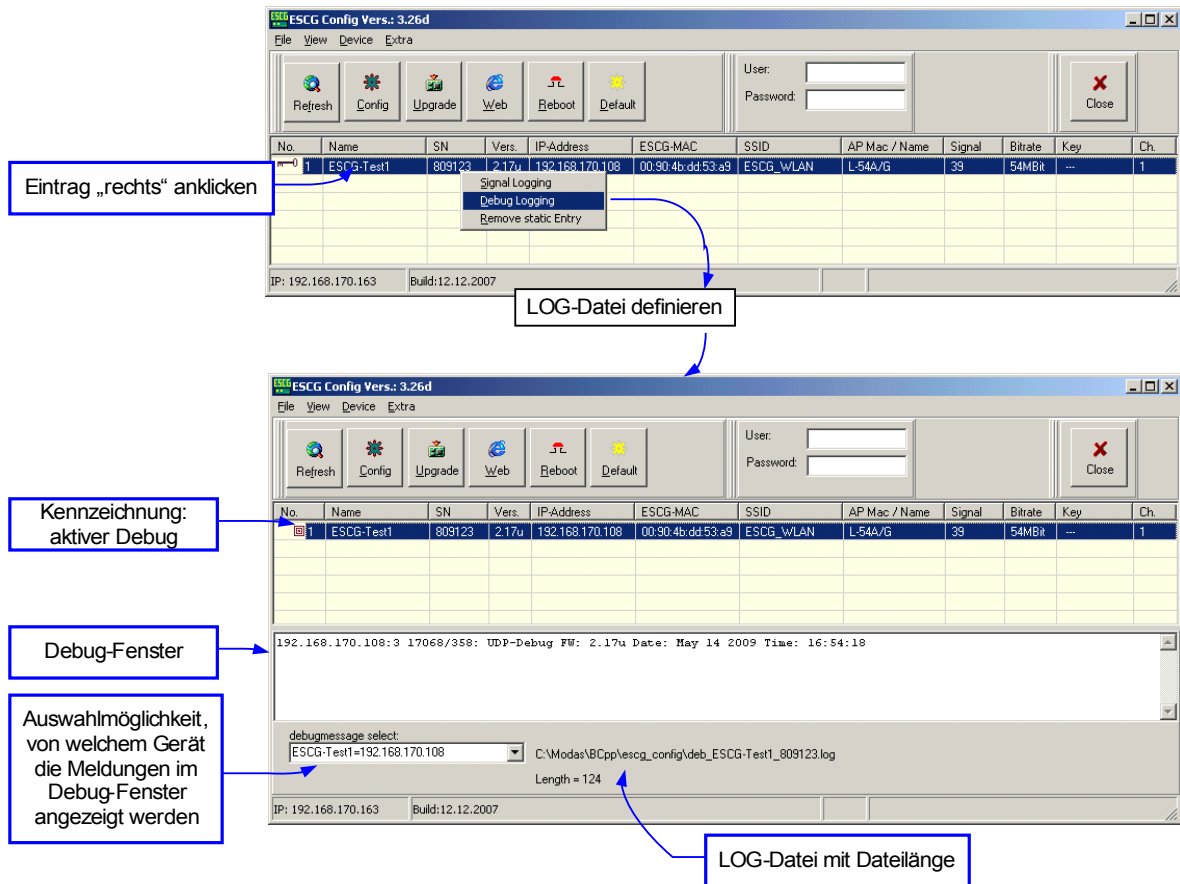 ESCG Config Vers.: 3.26d
File View Device Extra
Refresh Config Upgrade Web Reboot Default
User:
Password:
Close
No. Name SN Vers. IP-Address ESCG-MAC SSID AP Mac / Name Signal Bitrate Key Ch.
1 ESCG-Test1 809123 2.17u 192.168.170.108 00:90:4b:dd:53:a9 ESCG_WLAN L-54A/G 39 54MBit --- 1
Eintrag „rechts“ anklicken
Signal Logging
Debug Logging
Remove static Entry
IP: 192.168.170.163 Build:12.12.2007
LOG-Datei definieren
ESCG Config Vers.: 3.26d
File View Device Extra
Refresh Config Upgrade Web Reboot Default
User:
Password:
Close
Kennzeichnung:
aktiver Debug
No. Name SN Vers. IP-Address ESCG-MAC SSID AP Mac / Name Signal Bitrate Key Ch.
1 ESCG-Test1 809123 2.17u 192.168.170.108 00:90:4b:dd:53:a9 ESCG_WLAN L-54A/G 39 54MBit --- 1
Debug-Fenster
192.168.170.108:3 17068/358: UDP-Debug FW: 2.17u Date: May 14 2009 Time: 16:54:18
Auswahlmöglichkeit,
von welchem Gerät
die Meldungen im
Debug-Fenster
angezeigt werden
debugmessage select:
ESCG-Test1=192.168.170.108
C:\Modas\BCpp\escg_config\deb_ESCG-Test1_809123.log
Length = 124
IP: 192.168.170.163 Build:12.12.2007
LOG-Datei mit Dateilänge